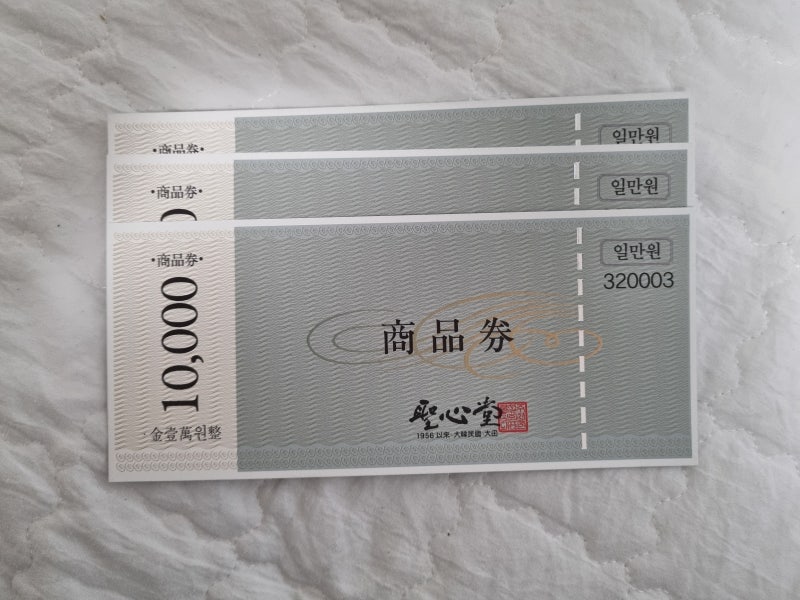 ·商品券·
일만원
·商品券·
일만원
·商品券·
일만원
320003
10,000
商品券
金壹萬원整
聖心堂
1956 以來·大韓民國·大田